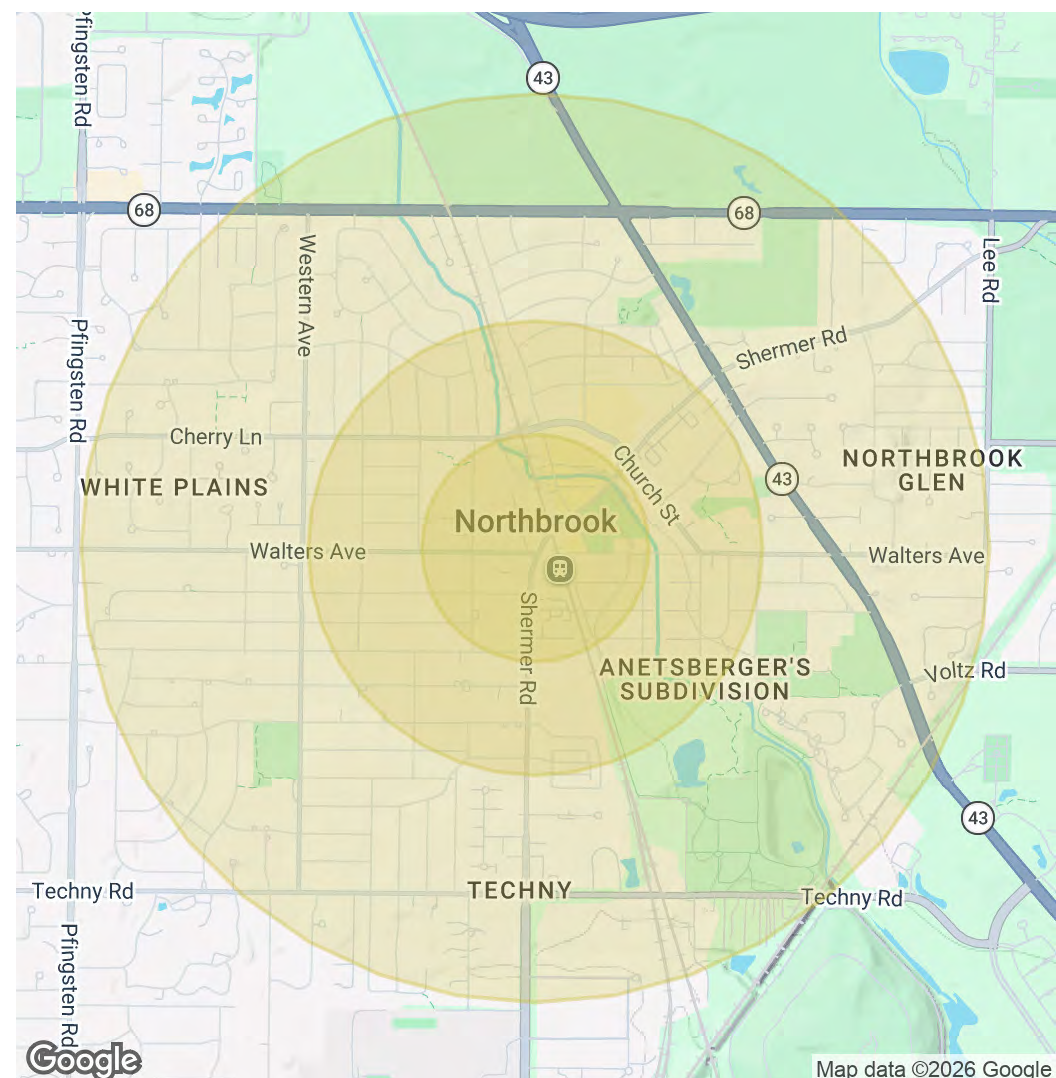 Pfingsten Rd
43
68
68
Western Ave
Lee Rd
Pfingsten Rd
Shermer Rd
Cherry Ln
Church St
NORTHBROOK
GLEN
43
WHITE PLAINS
Northbrook
Walters Ave
Walters Ave
Shermer Rd
ANETSBERGER'S
SUBDIVISION
Voltz Rd
43
Techny Rd
TECHNY
Techny Rd
Pfingsten Rd
Google
Map data ©2026 Google